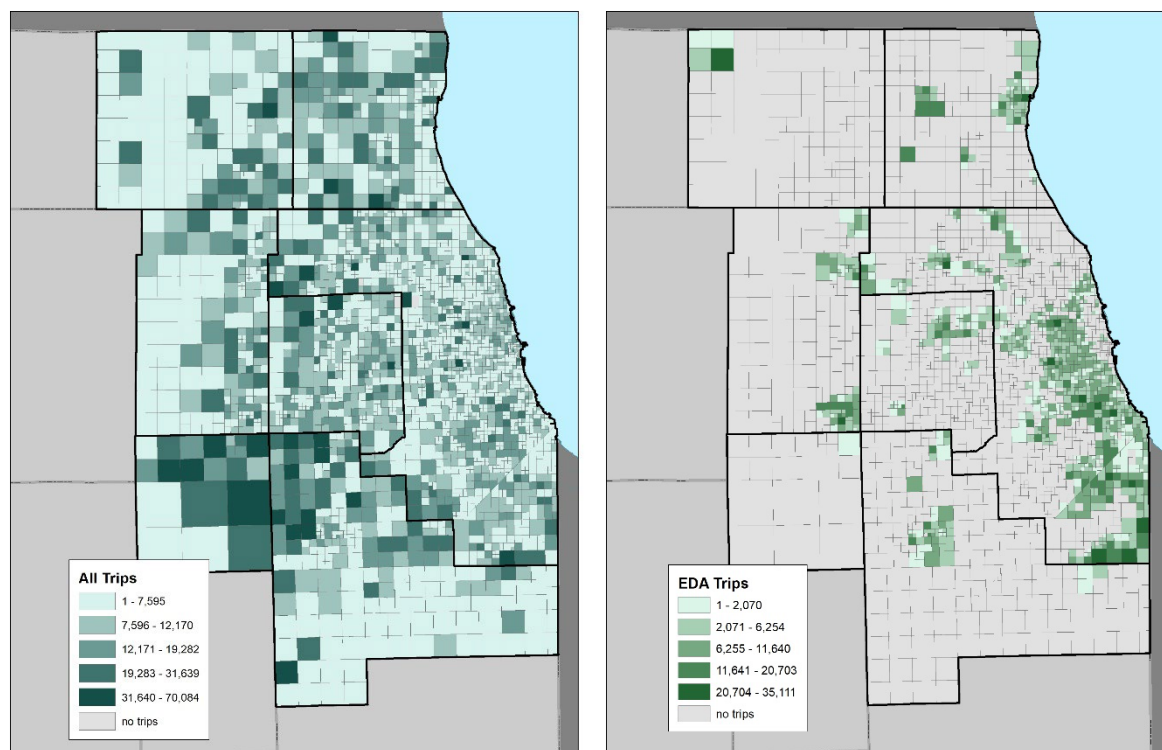 All Trips
1 - 7,595
7,596 - 12,170
12,171 - 19,282
19,283 - 31,639
31,640 - 70,084
no trips
EDA Trips
1 - 2,070
2,071 - 6,254
6,255 - 11,640
11,641 - 20,703
20,704 - 35,111
no trips